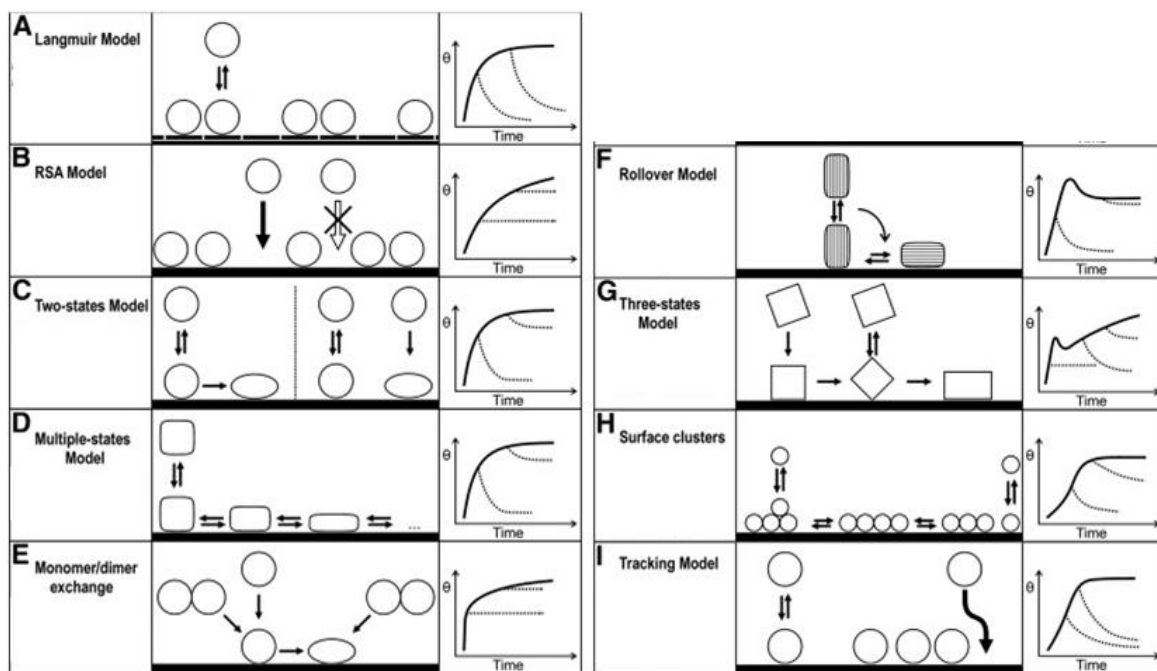 A Langmuir Model
θ
Time
B RSA Model
θ
Time
C Two-states Model
θ
Time
D Multiple-states
Model
...
θ
Time
E Monomer/dimer
exchange
θ
Time
F Rollover Model
θ
Time
G Three-states
Model
θ
Time
H Surface clusters
θ
Time
I Tracking Model
θ
Time